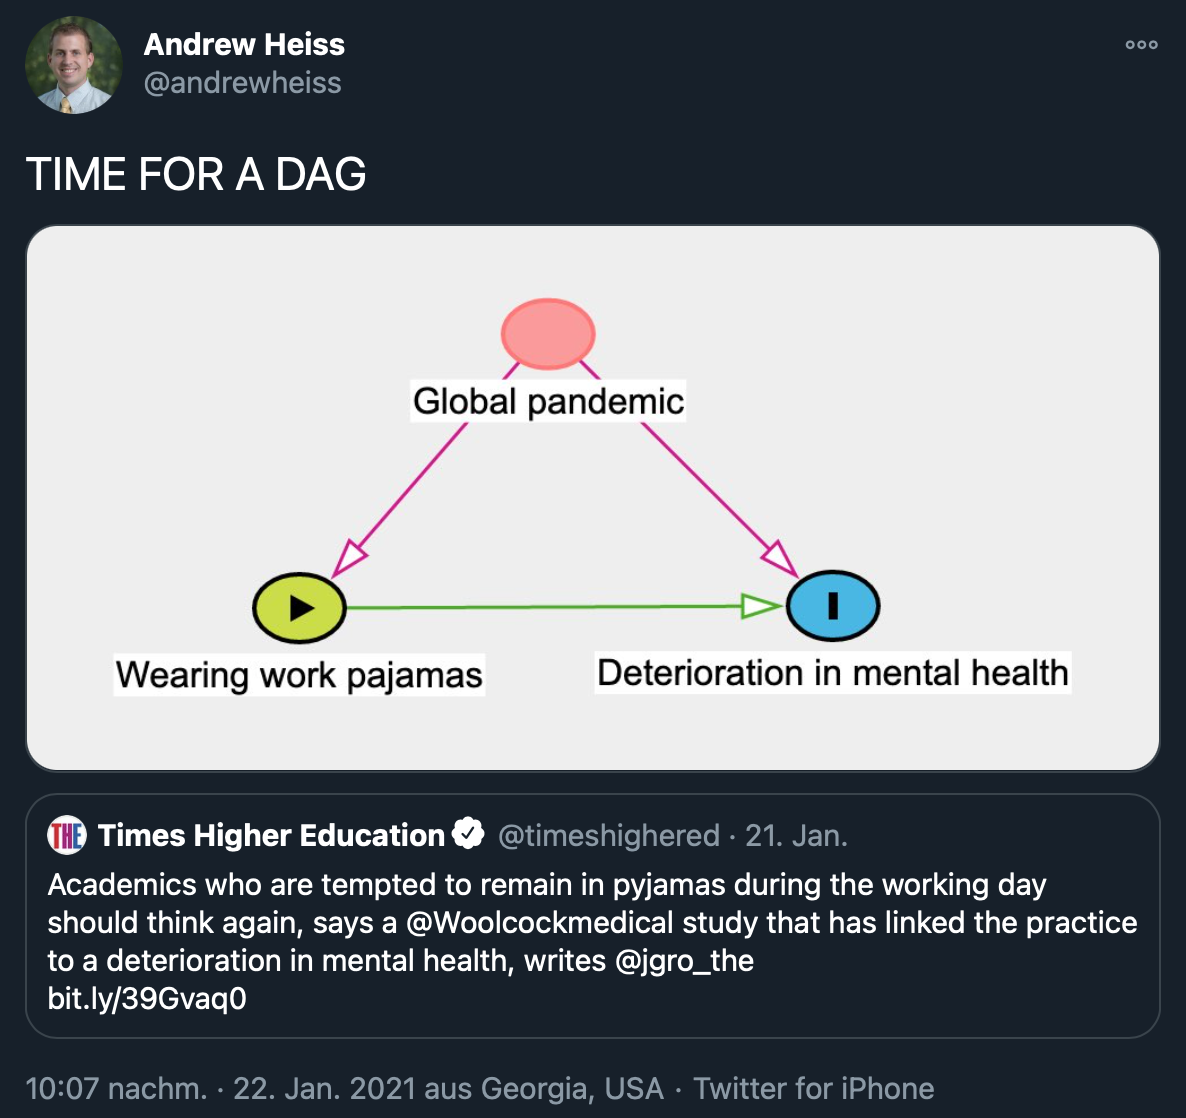 Andrew Heiss
@andrewheiss
TIME FOR A DAG
Global pandemic
Wearing work pajamas
Deterioration in mental health
THE Times Higher Education @timeshighered · 21. Jan.
Academics who are tempted to remain in pyjamas during the working day
should think again, says a @Woolcockmedical study that has linked the practice
to a deterioration in mental health, writes @jgro_the
bit.ly/39Gvaq0
10:07 nachm. · 22. Jan. 2021 aus Georgia, USA · Twitter for iPhone